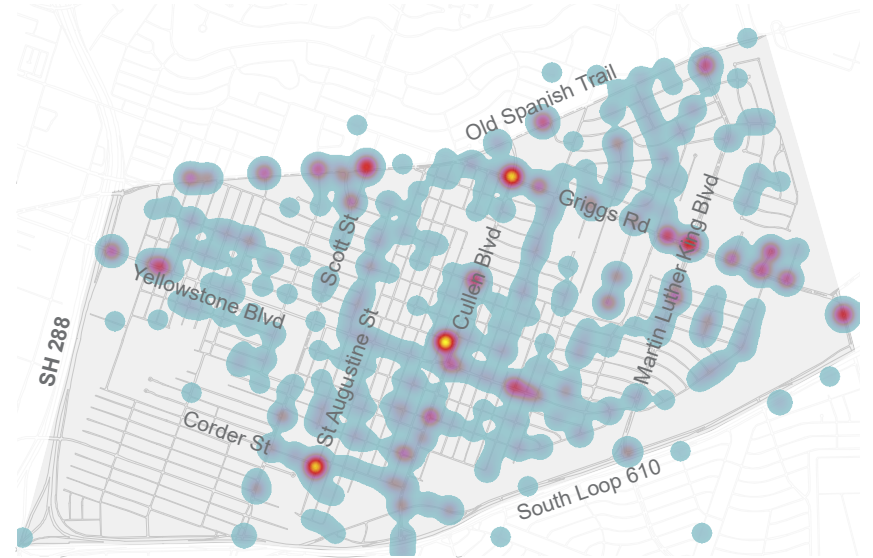 Old Spanish Trail
Griggs Rd
Scott St
Martin Luther King Blvd
Cullen Blvd
Yellowstone Blvd
SH 288
St Augustine St
Corder St
South Loop 610